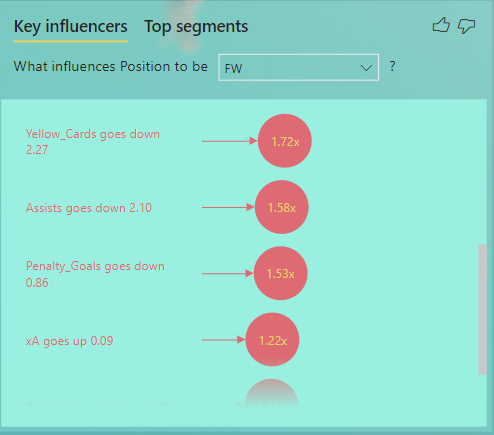 Key influencers Top segments
What influences Position to be FW ?
Yellow_Cards goes down
2.27
1.72x
Assists goes down 2.10
1.58x
Penalty_Goals goes down
0.86
1.53x
xA goes up 0.09
1.22x